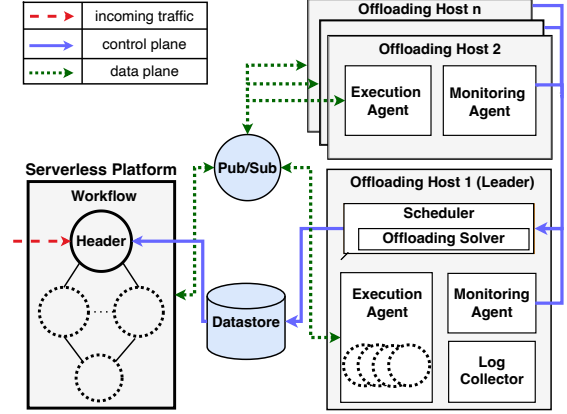 incoming traffic
control plane
data plane
Offloading Host n
Offloading Host 2
Execution
Agent
Monitoring
Agent
Pub/Sub
Serverless Platform
Workflow
Header
Datastore
Offloading Host 1 (Leader)
Scheduler
Offloading Solver
Execution
Agent
Monitoring
Agent
Log
Collector